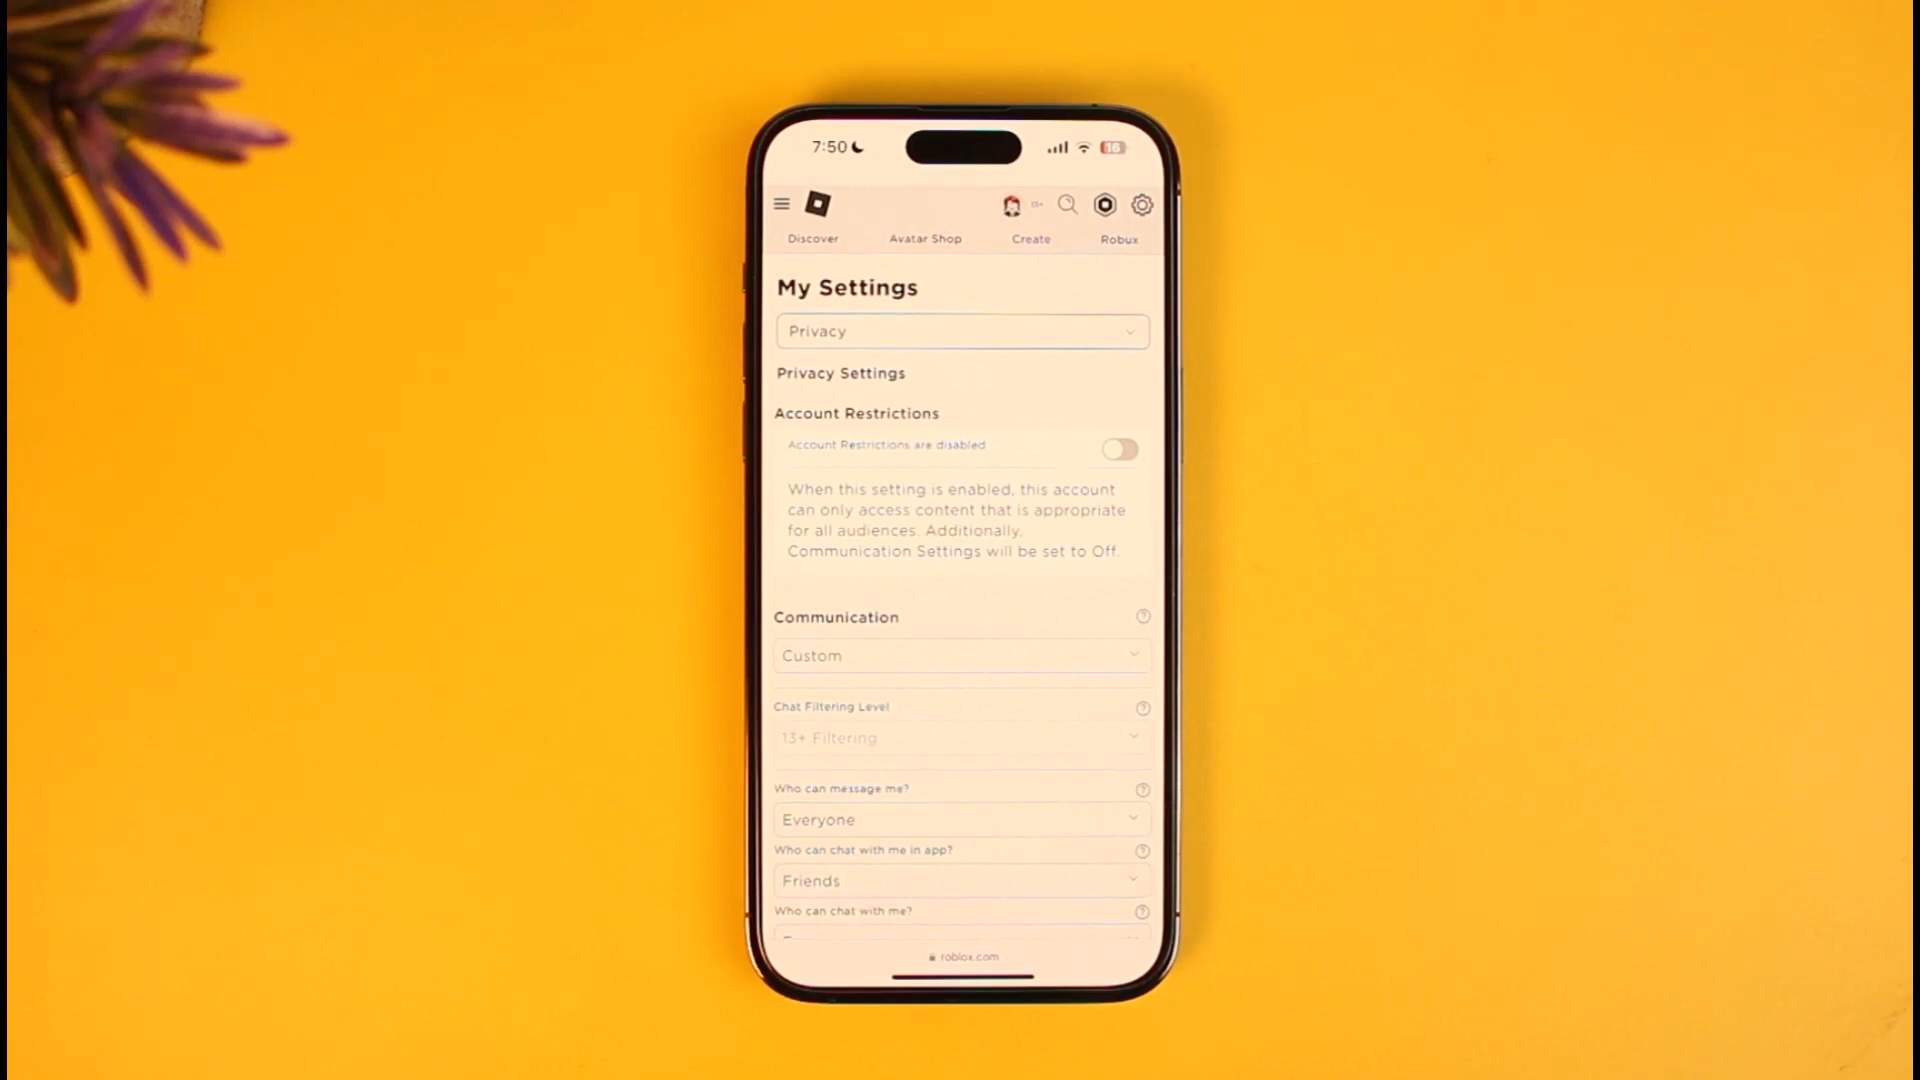 7:50
16
13+
Discover
Avatar Shop
Create
Robux
My Settings
Privacy
Privacy Settings
Account Restrictions
Account Restrictions are disabled
When this setting is enabled, this account
can only access content that is appropriate
for all audiences. Additionally,
Communication Settings will be set to Off.
Communication
Custom
Chat Filtering Level
13+ Filtering
Who can message me?
Everyone
Who can chat with me in app?
Friends
Who can chat with me?
roblox.com